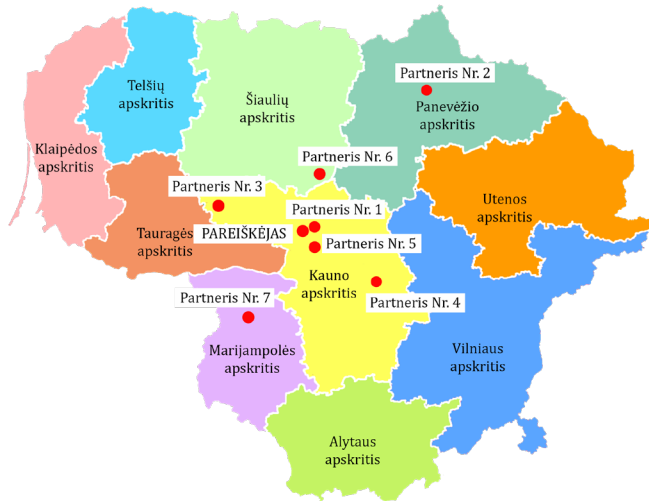 Partneris Nr. 2
Telšių
apskritis
Šiaulių
apskritis
Panevėžio
apskritis
Klaipėdos
apskritis
Partneris Nr. 6
Partneris Nr. 3
Utenos
apskritis
Partneris Nr. 1
Tauragės
apskritis
PAREIŠKĖJAS
Partneris Nr. 5
Kauno
apskritis
Partneris Nr. 7
Partneris Nr. 4
Marijampolės
apskritis
Vilniaus
apskritis
Alytaus
apskritis